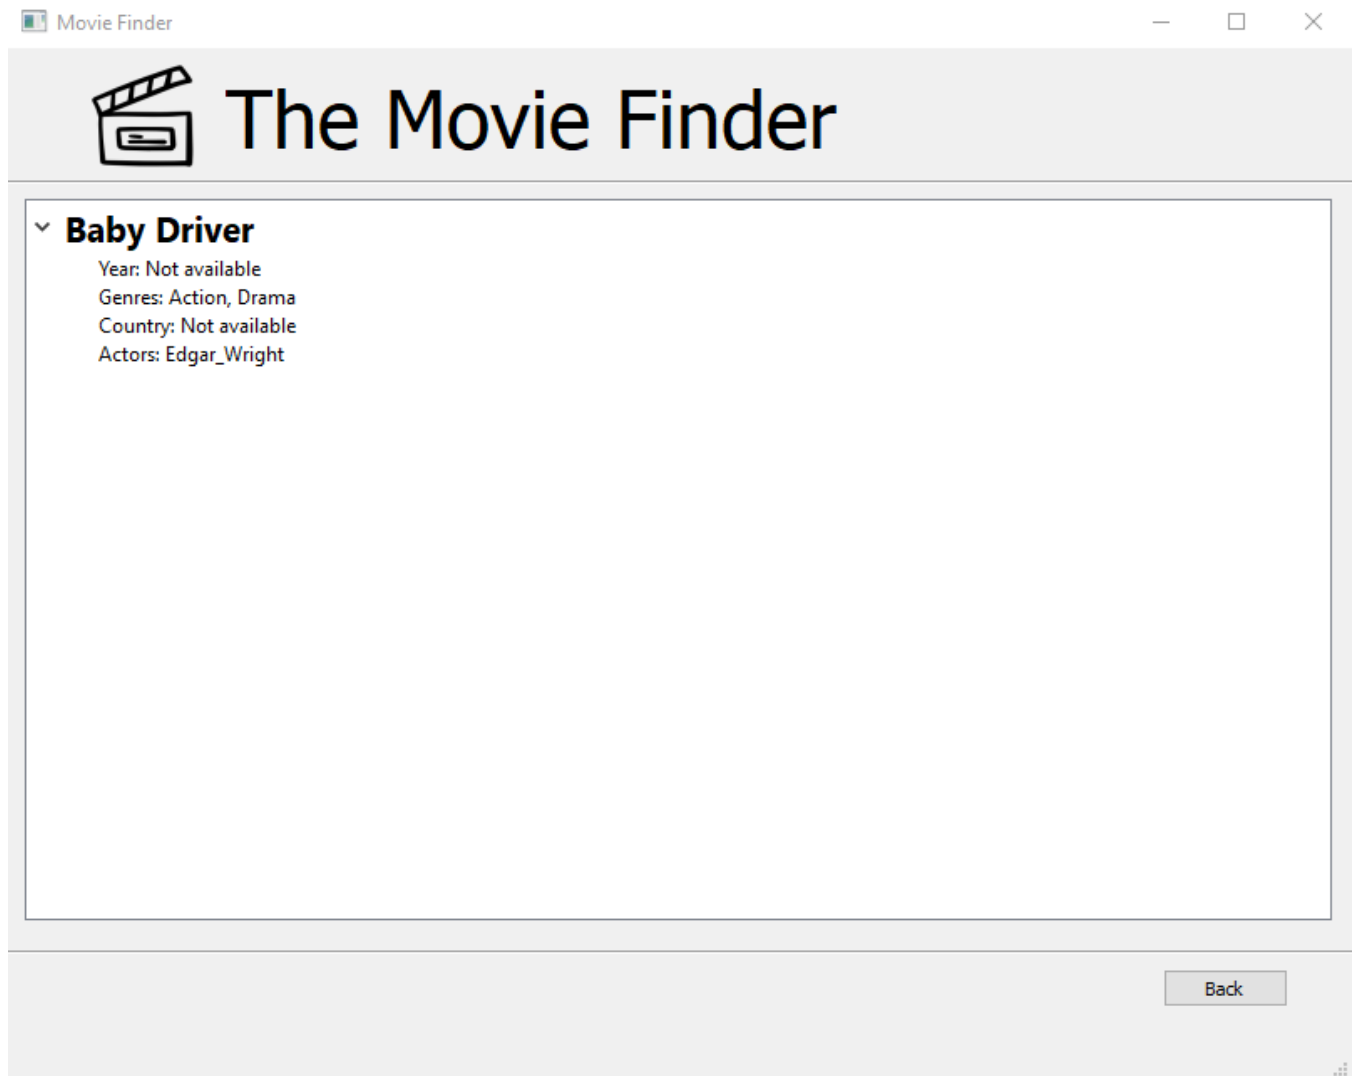 Movie Finder
The Movie Finder
Baby Driver
Year: Not available
Genres: Action, Drama
Country: Not available
Actors: Edgar_Wright
Back